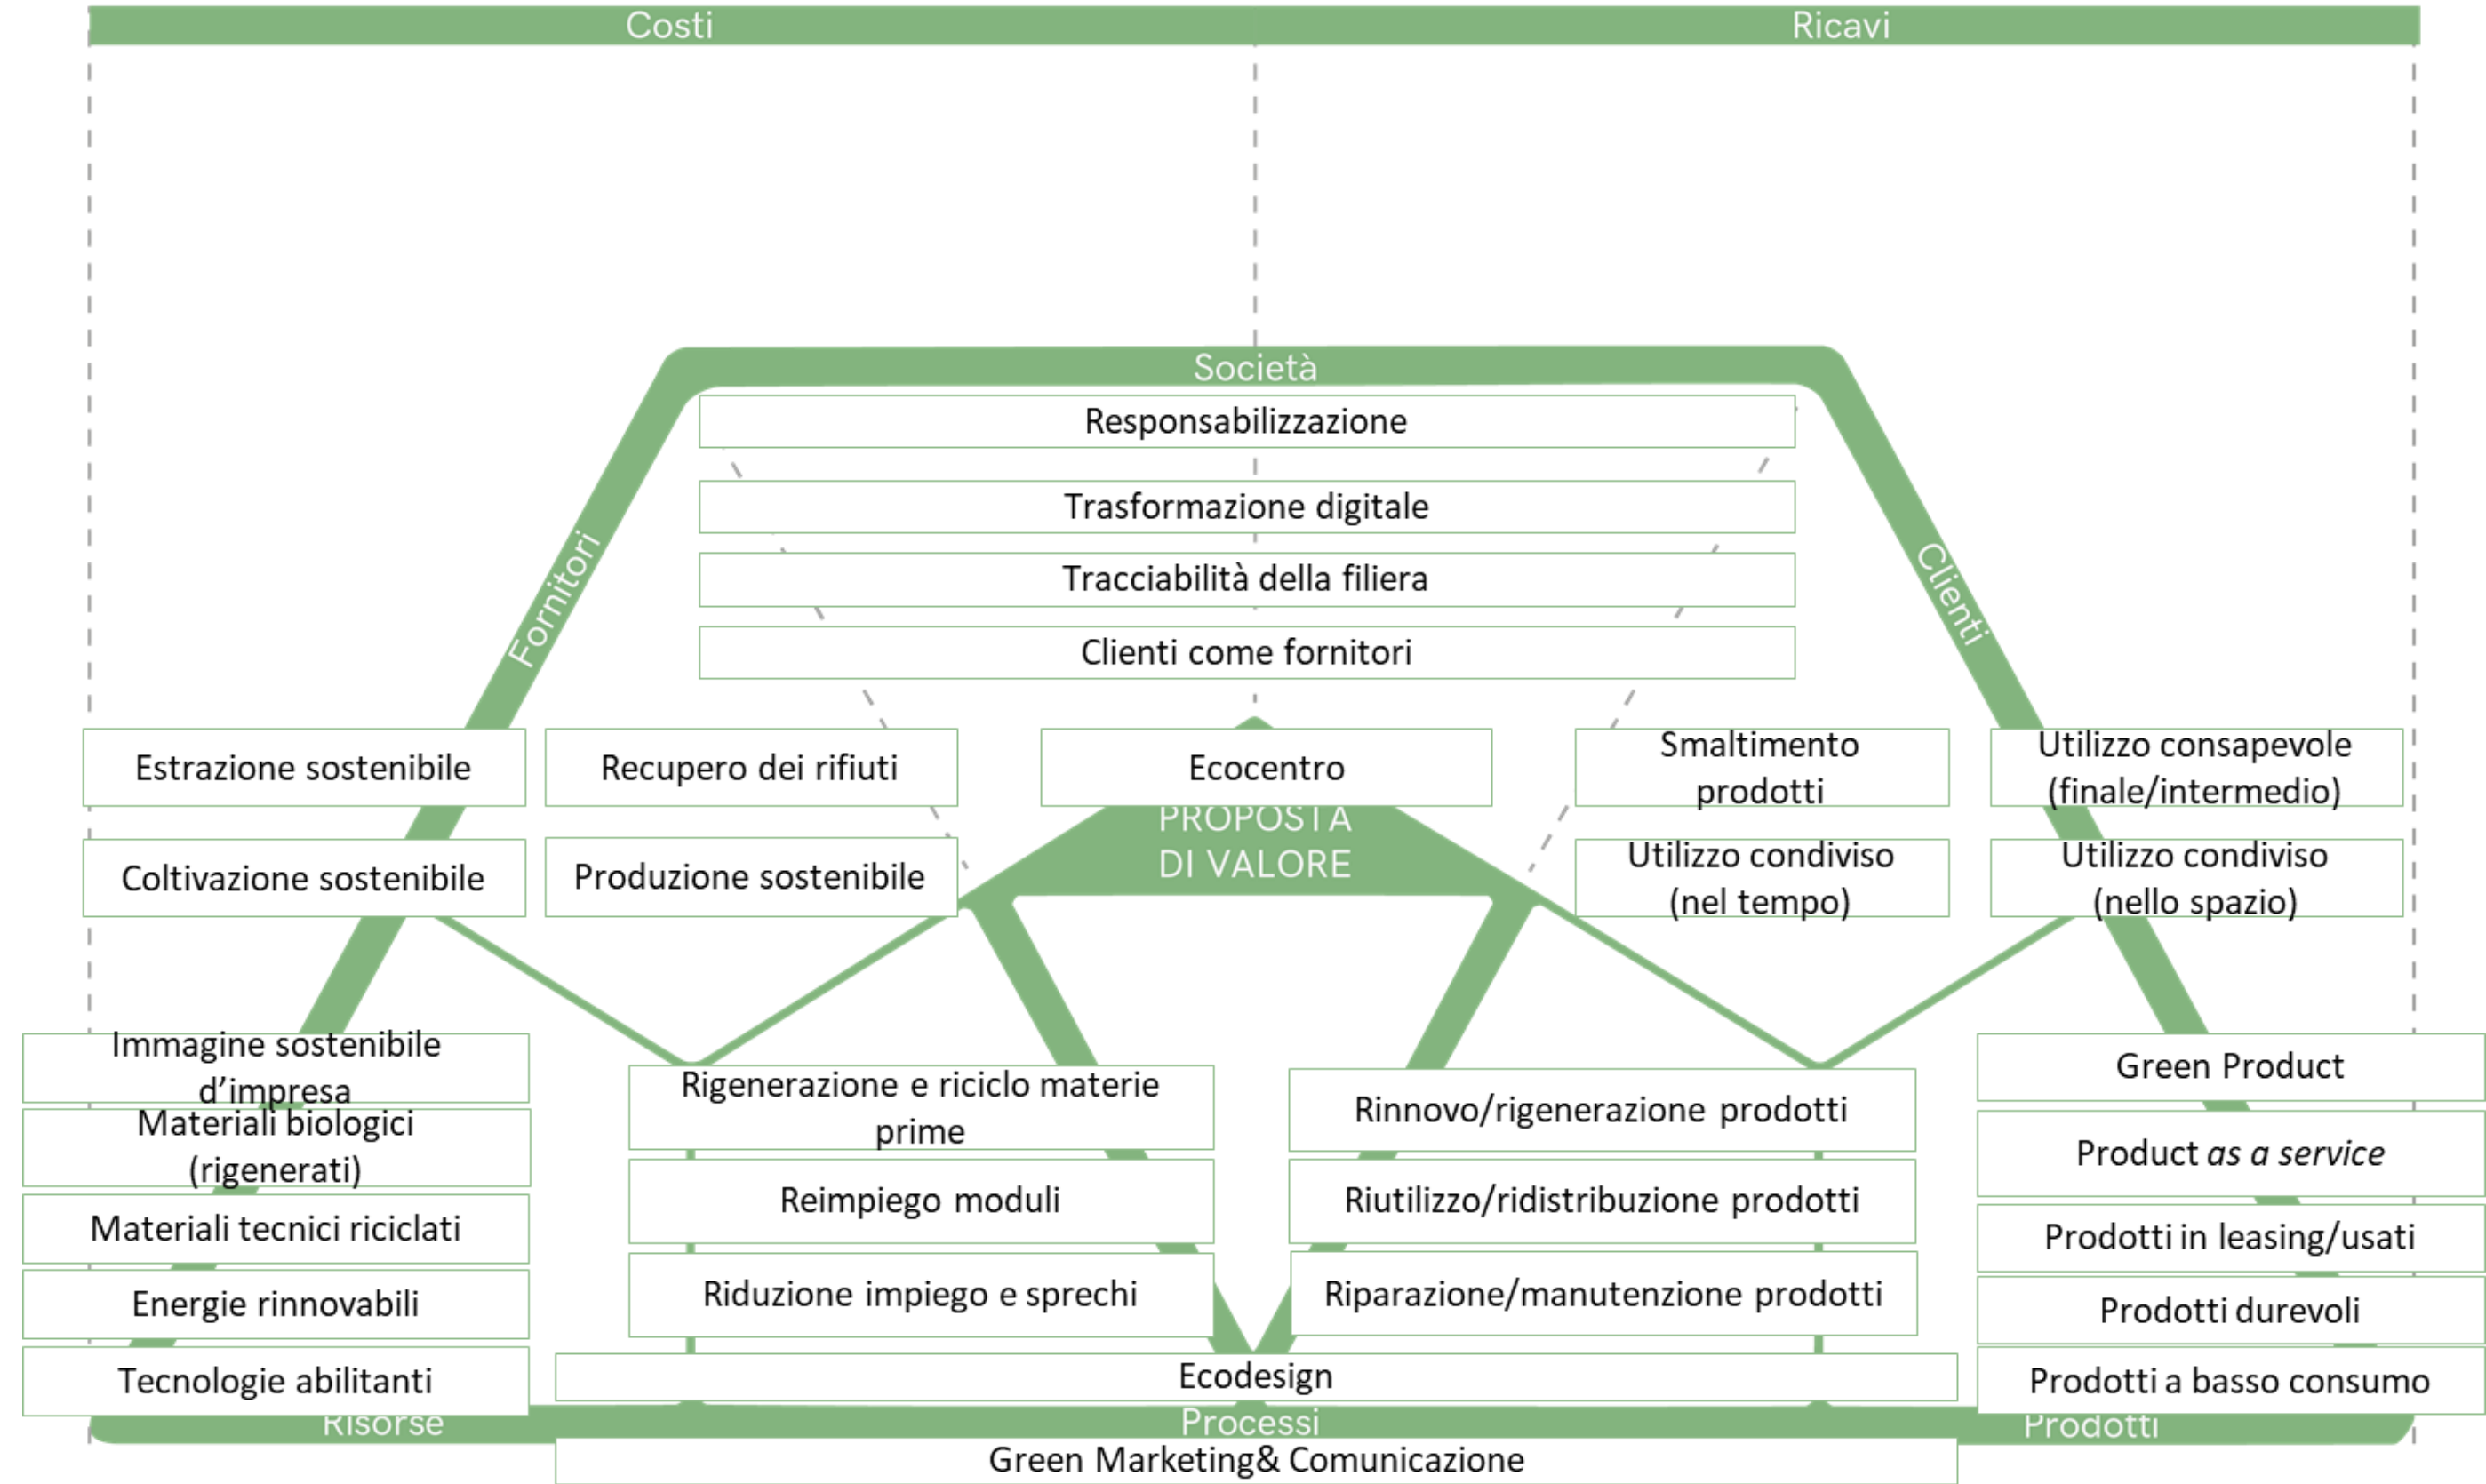 Costi
Ricavi
Società
Responsabilizzazione
Trasformazione digitale
Tracciabilità della filiera
Clienti come fornitori
Fornitori
Clienti
Estrazione sostenibile
Recupero dei rifiuti
Ecocentro
Smaltimento
prodotti
Utilizzo consapevole
(finale/intermedio)
PROPOSTA
DI VALORE
Coltivazione sostenibile
Produzione sostenibile
Utilizzo condiviso
(nel tempo)
Utilizzo condiviso
(nello spazio)
Immagine sostenibile
d’impresa
Materiali biologici
(rigenerati)
Materiali tecnici riciclati
Energie rinnovabili
Tecnologie abilitanti
Rigenerazione e riciclo materie
prime
Reimpiego moduli
Riduzione impiego e sprechi
Rinnovo/rigenerazione prodotti
Riutilizzo/ridistribuzione prodotti
Riparazione/manutenzione prodotti
Green Product
Product as a service
Prodotti in leasing/usati
Prodotti durevoli
Prodotti a basso consumo
Ecodesign
Risorse
Processi
Prodotti
Green Marketing& Comunicazione